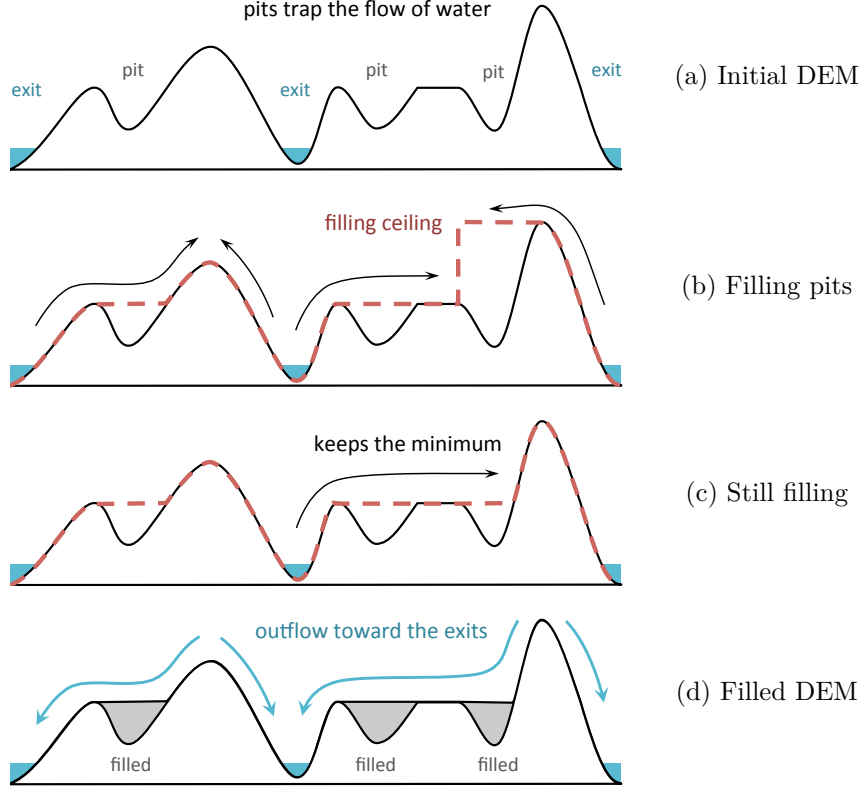 pits trap the flow of water
exit
pit
exit
pit
pit
exit
(a) Initial DEM
filling ceiling
(b) Filling pits
keeps the minimum
(c) Still filling
outflow toward the exits
(d) Filled DEM
filled
filled
filled